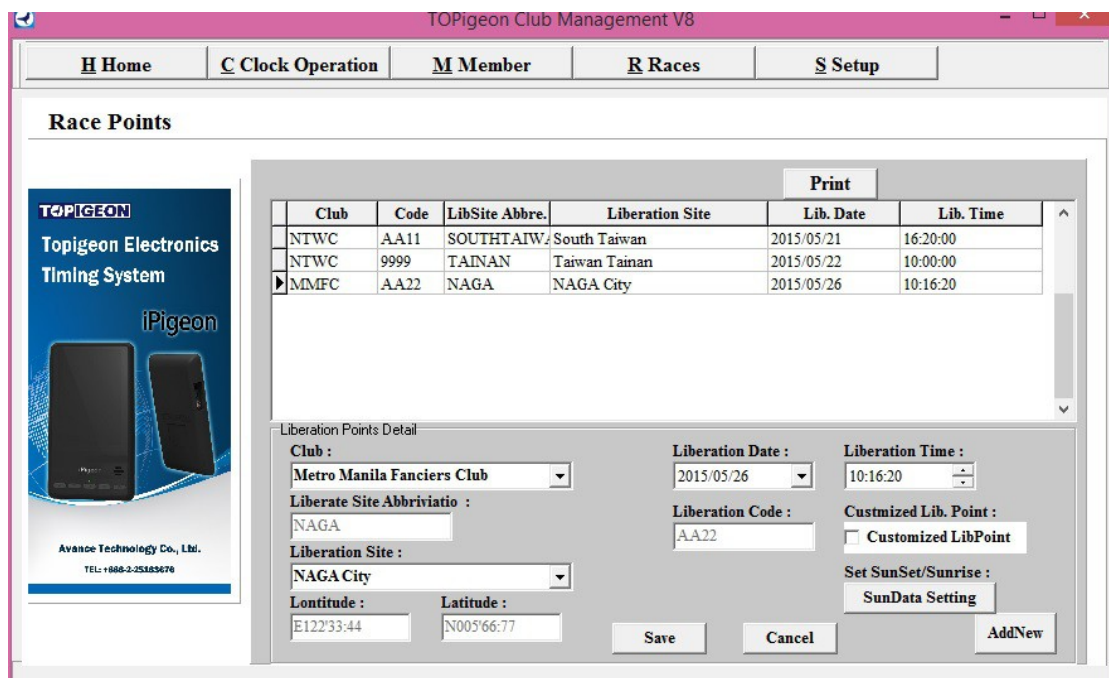 TOPigeon Club Management V8
H Home C Clock Operation M Member R Races S Setup
Race Points
Print
TOPIGEON
Topigeon Electronics
Timing System
iPigeon
Avance Technology Co., Ltd.
TEL: +886-2-25183678
Club Code LibSite Abbre. Liberation Site Lib. Date Lib. Time
NTWC AA11 SOUTHTAIWA South Taiwan 2015/05/21 16:20:00
NTWC 9999 TAINAN Taiwan Tainan 2015/05/22 10:00:00
MMFC AA22 NAGA NAGA City 2015/05/26 10:16:20
Liberation Points Detail
Club : Liberation Date : Liberation Time :
Metro Manila Fanciers Club 2015/05/26 10:16:20
Liberate Site Abbriviatio : Liberation Code : Custmized Lib. Point :
NAGA AA22 Customized LibPoint
Liberation Site : Set SunSet/Sunrise :
NAGA City SunData Setting
Lontitude : Latitude :
E122'33:44 N005'66:77
Save Cancel AddNew